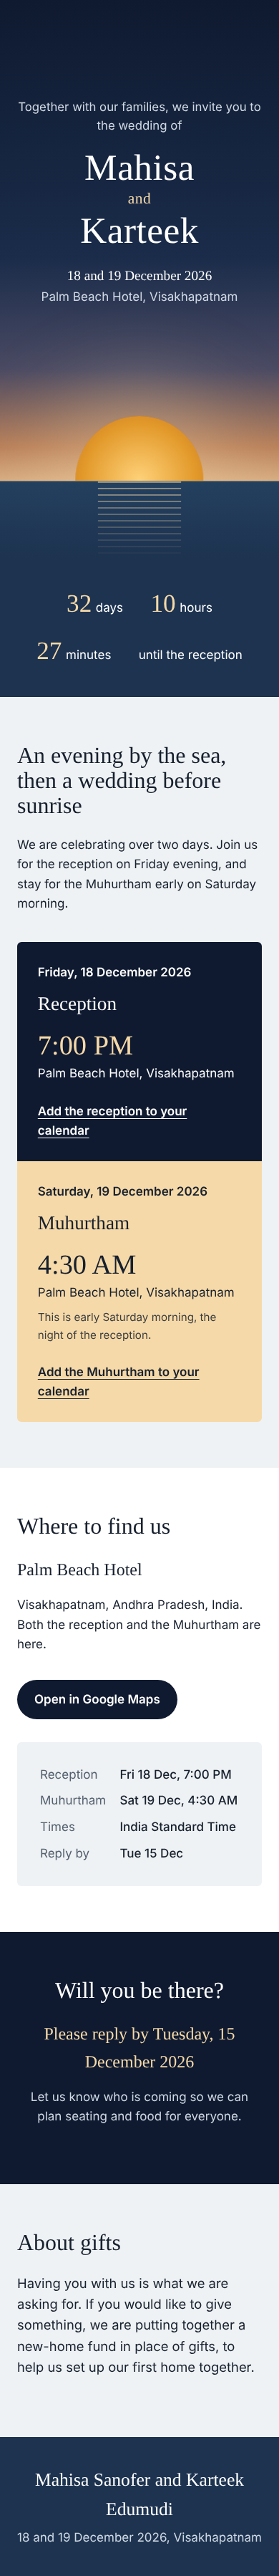 Together with our families, we invite you to
the wedding of
Mahisa
and
Karteek
18 and 19 December 2026
Palm Beach Hotel, Visakhapatnam
32 days 10 hours
27 minutes until the reception
An evening by the sea,
then a wedding before
sunrise
We are celebrating over two days. Join us
for the reception on Friday evening, and
stay for the Muhurtham early on Saturday
morning.
Friday, 18 December 2026
Reception
7:00 PM
Palm Beach Hotel, Visakhapatnam
Add the reception to your
calendar
Saturday, 19 December 2026
Muhurtham
4:30 AM
Palm Beach Hotel, Visakhapatnam
This is early Saturday morning, the
night of the reception.
Add the Muhurtham to your
calendar
Where to find us
Palm Beach Hotel
Visakhapatnam, Andhra Pradesh, India.
Both the reception and the Muhurtham are
here.
Open in Google Maps
Reception Fri 18 Dec, 7:00 PM
Muhurtham Sat 19 Dec, 4:30 AM
Times India Standard Time
Reply by Tue 15 Dec
Will you be there?
Please reply by Tuesday, 15
December 2026
Let us know who is coming so we can
plan seating and food for everyone.
About gifts
Having you with us is what we are
asking for. If you would like to give
something, we are putting together a
new-home fund in place of gifts, to
help us set up our first home together.
Mahisa Sanofer and Karteek
Edumudi
18 and 19 December 2026, Visakhapatnam